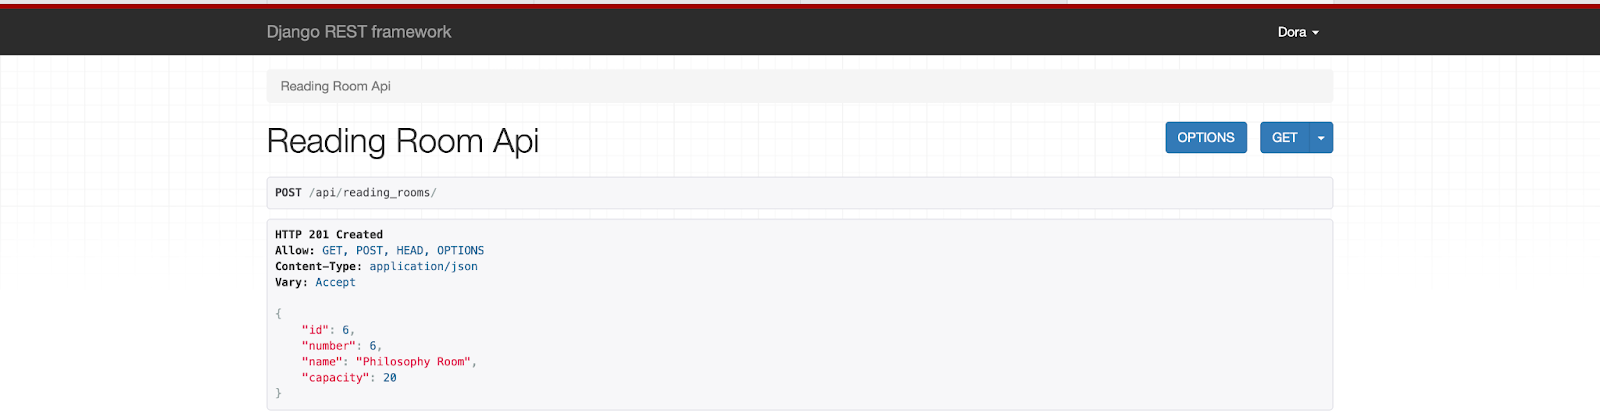 Django REST framework
Dora
Reading Room Api
Reading Room Api
OPTIONS
GET
POST /api/reading_rooms/
HTTP 201 Created
Allow: GET, POST, HEAD, OPTIONS
Content-Type: application/json
Vary: Accept
{
    "id": 6,
    "number": 6,
    "name": "Philosophy Room",
    "capacity": 20
}